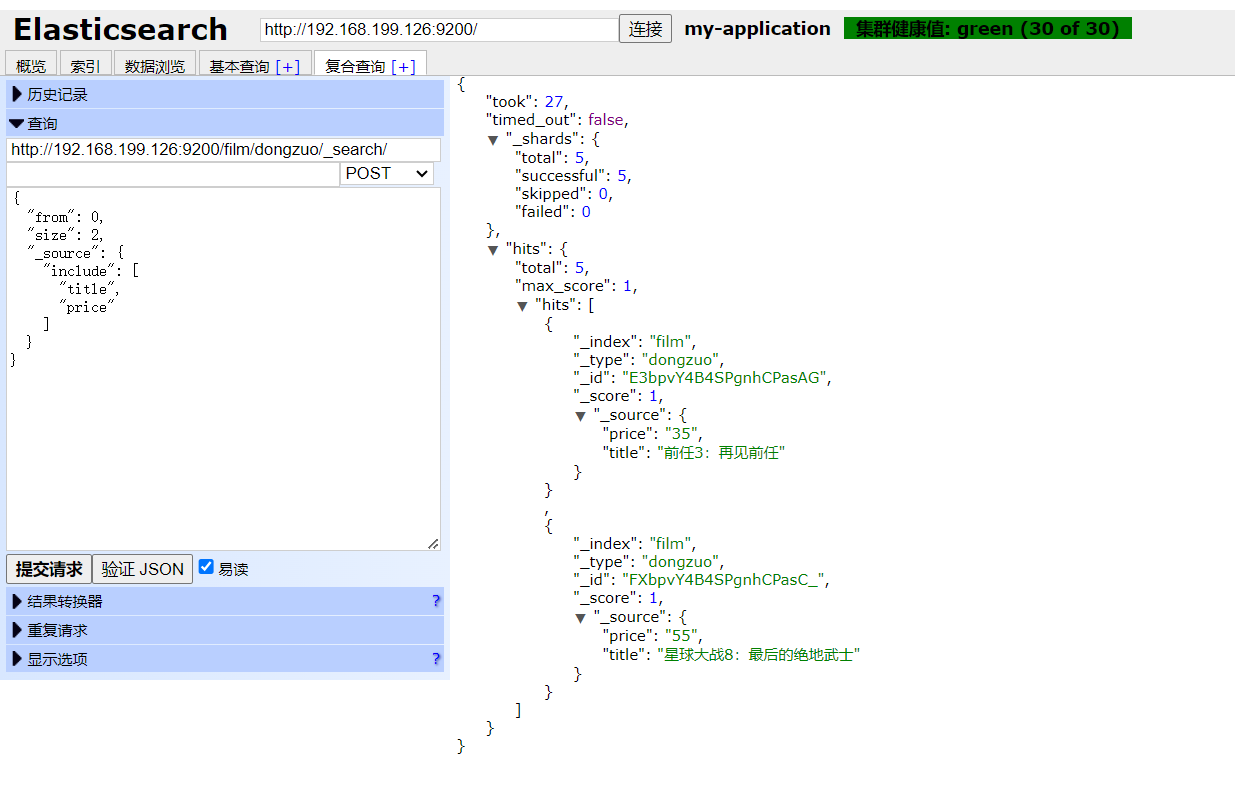 Elasticsearch http://192.168.199.126:9200/ 连接 my-application 集群健康值: green (30 of 30)
概览 索引 数据浏览 基本查询 [+] 复合查询 [+]
历史记录
查询
http://192.168.199.126:9200/film/dongzuo/_search/
POST
{
"from": 0,
"size": 2,
"_source": {
"include": [
"title",
"price"
]
}
}
提交请求 验证 JSON 易读
结果转换器 ?
重复请求
显示选项 ?
{
"took": 27,
"timed_out": false,
▼ "_shards": {
"total": 5,
"successful": 5,
"skipped": 0,
"failed": 0
},
▼ "hits": {
"total": 5,
"max_score": 1,
▼ "hits": [
{
"_index": "film",
"_type": "dongzuo",
"_id": "E3bpvY4B4SPgnhCPasAG",
"_score": 1,
▼ "_source": {
"price": "35",
"title": "前任3：再见前任"
}
}
,
{
"_index": "film",
"_type": "dongzuo",
"_id": "FXbpvY4B4SPgnhCPasC_",
"_score": 1,
▼ "_source": {
"price": "55",
"title": "星球大战8：最后的绝地武士"
}
}
]
}
}